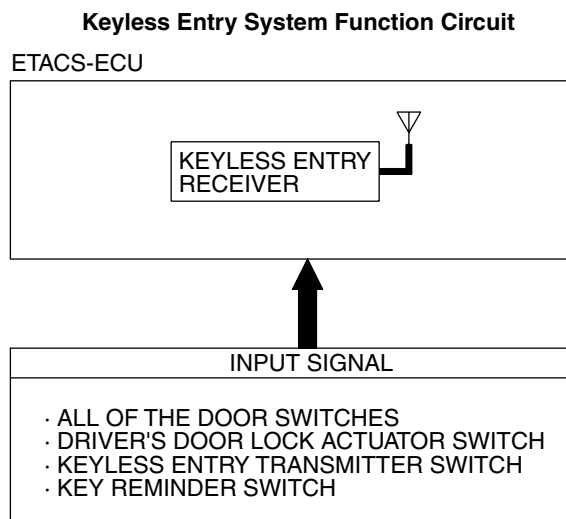 Keyless Entry System Function Circuit
ETACS-ECU
KEYLESS ENTRY
RECEIVER
INPUT SIGNAL
· ALL OF THE DOOR SWITCHES
· DRIVER'S DOOR LOCK ACTUATOR SWITCH
· KEYLESS ENTRY TRANSMITTER SWITCH
· KEY REMINDER SWITCH